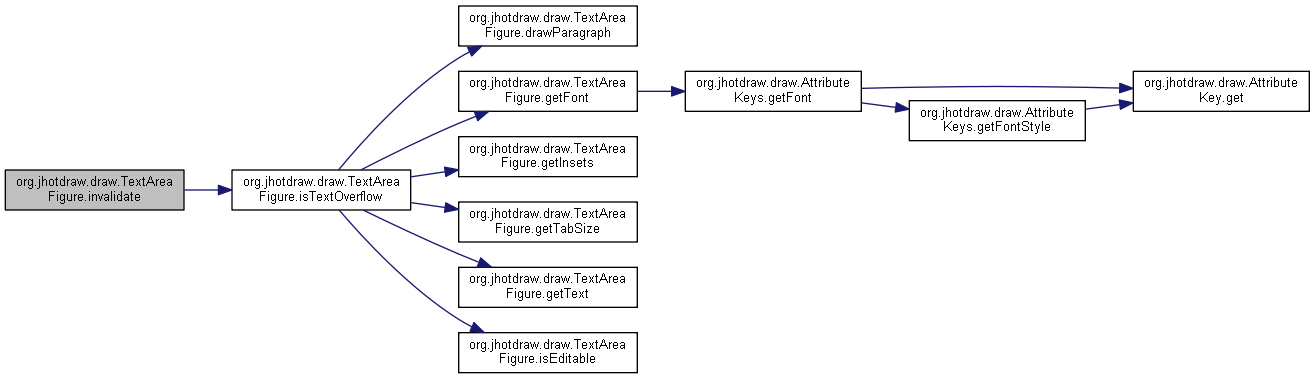 org.jhotdraw.draw.TextArea
Figure.invalidate
org.jhotdraw.draw.TextArea
Figure.isTextOverflow
org.jhotdraw.draw.TextArea
Figure.drawParagraph
org.jhotdraw.draw.TextArea
Figure.getFont
org.jhotdraw.draw.TextArea
Figure.getInsets
org.jhotdraw.draw.TextArea
Figure.getTabSize
org.jhotdraw.draw.TextArea
Figure.getText
org.jhotdraw.draw.TextArea
Figure.isEditable
org.jhotdraw.draw.Attribute
Keys.getFont
org.jhotdraw.draw.Attribute
Keys.getFontStyle
org.jhotdraw.draw.Attribute
Key.get